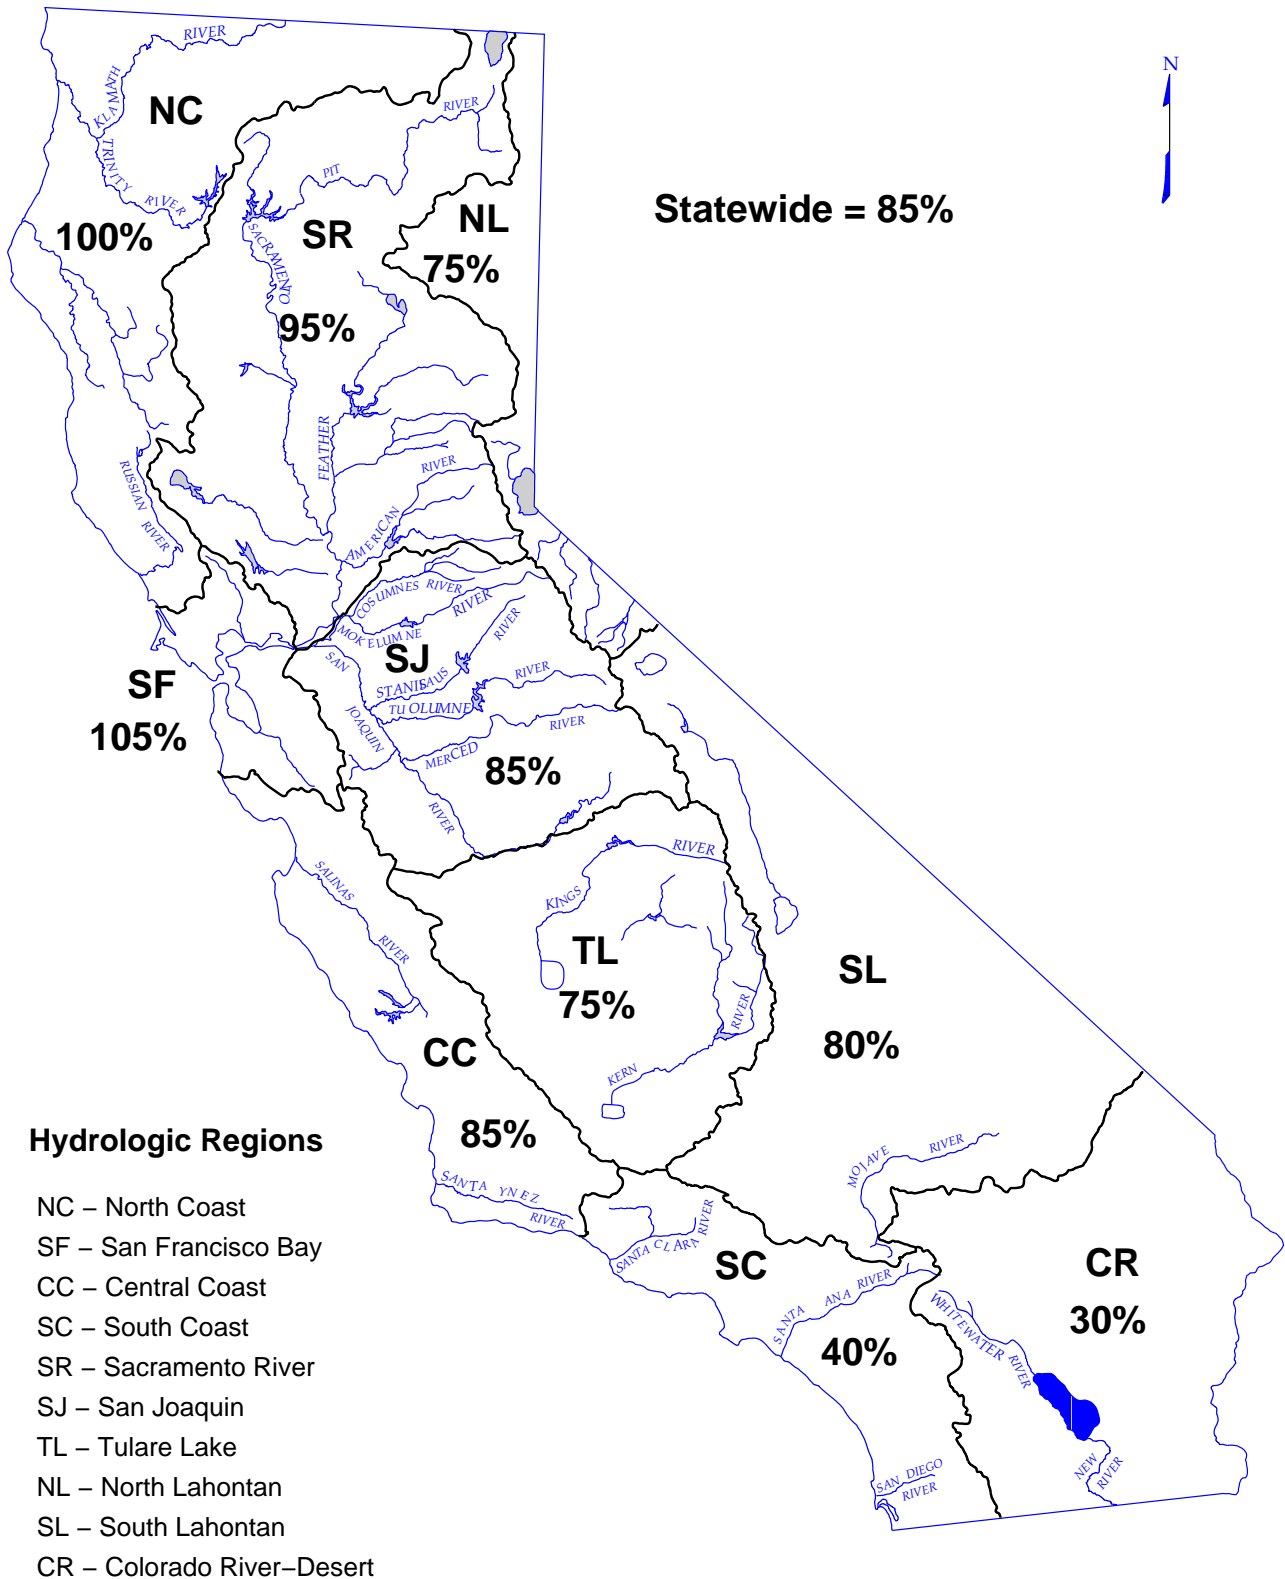 RIVER
KLAMATH
NC
TRINITY
RIVER
100%
RIVER
PIT
SACRAMENTO
SR
95%
NL
75%
Statewide = 85%
N
FEATHER
RIVER
AMERICAN
RUSSIAN RIVER
COSUMNES RIVER
MOKELUMNE
RIVER
SAN
JOAQUIN
RIVER
SJ
STANISLAUS
RIVER
TUOLUMNE
RIVER
MERCED
RIVER
85%
SF
105%
SALINAS
RIVER
KINGS
RIVER
TL
75%
RIVER
KERN
SL
80%
CC
85%
SANTA YNEZ
RIVER
SANTA CLARA RIVER
MOJAVE
RIVER
SC
SANTA ANA RIVER
40%
CR
30%
WHITEWATER
RIVER
NEW
RIVER
SAN DIEGO
RIVER
Hydrologic Regions
NC – North Coast
SF – San Francisco Bay
CC – Central Coast
SC – South Coast
SR – Sacramento River
SJ – San Joaquin
TL – Tulare Lake
NL – North Lahontan
SL – South Lahontan
CR – Colorado River–Desert